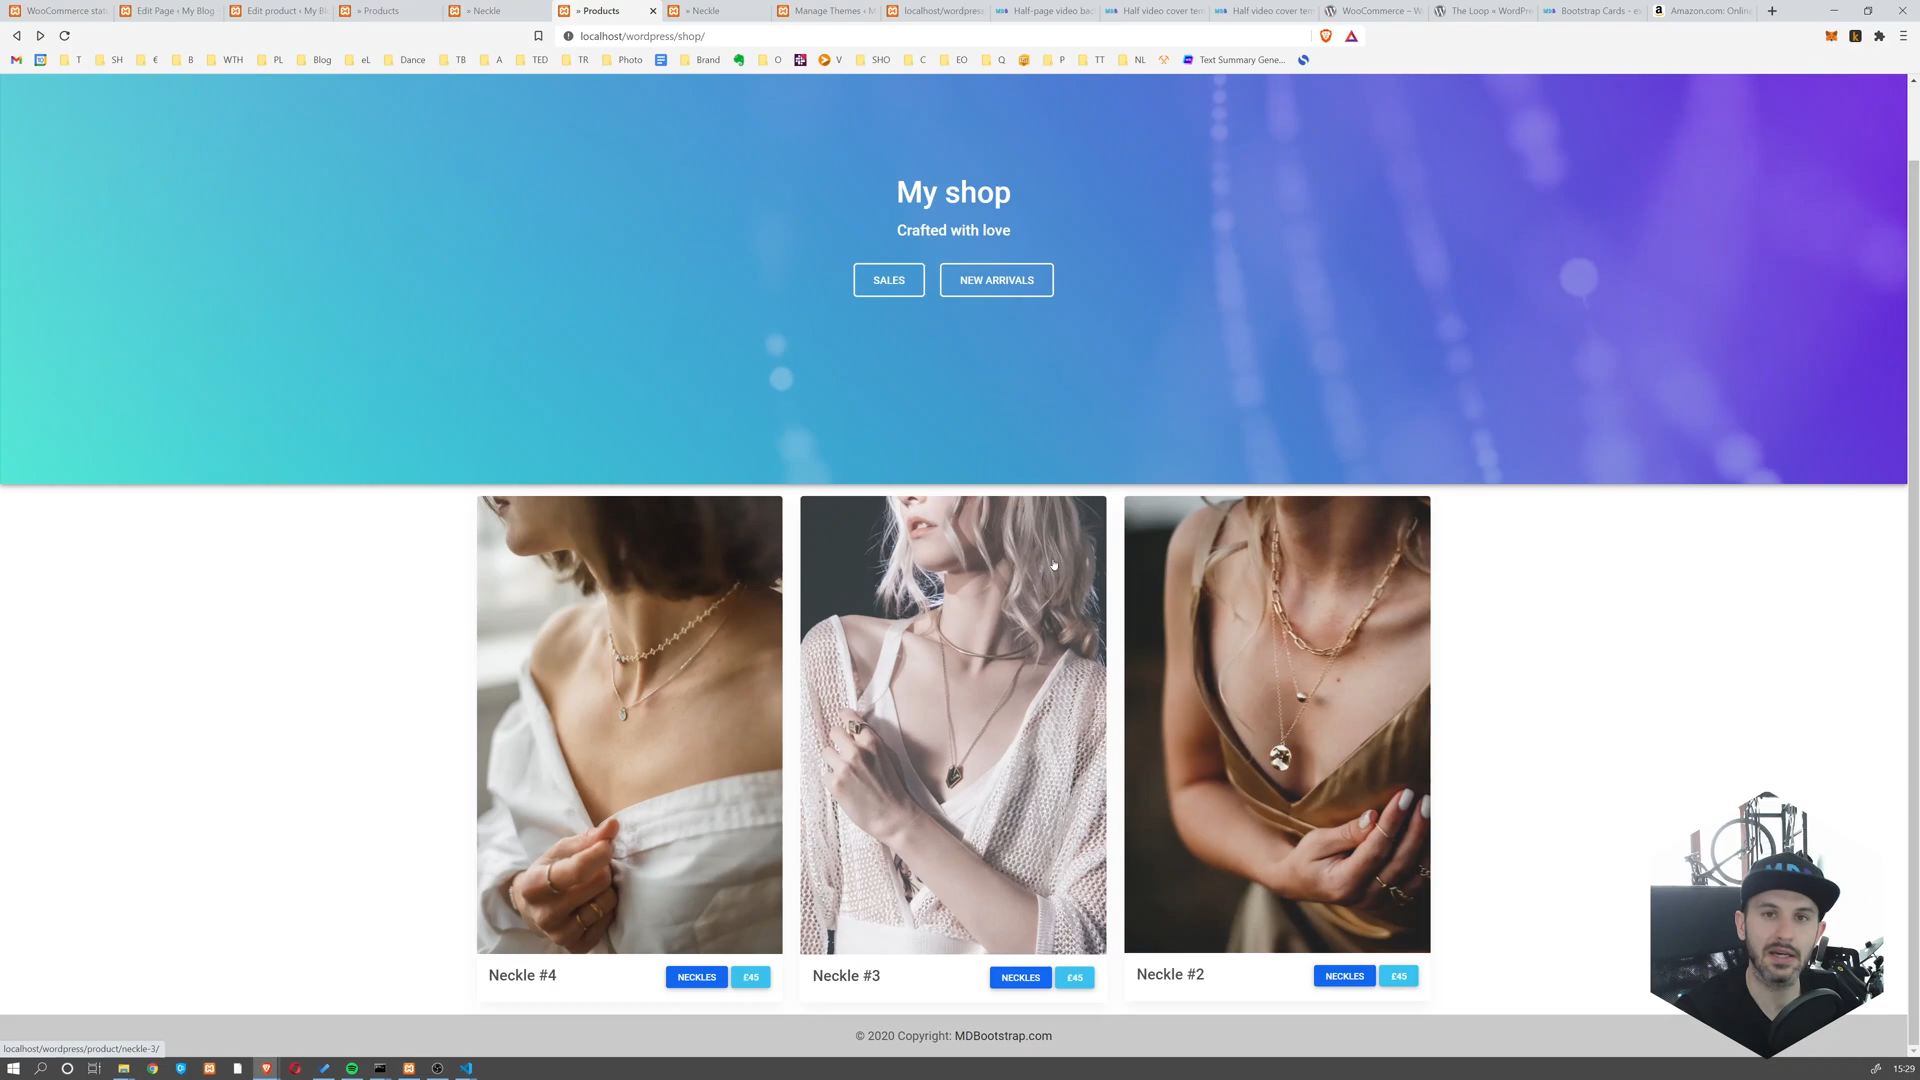 WooCommerce stat
Edit Page ‹ My Blog
Edit product ‹ My Bl
» Products
» Neckle
» Products
» Neckle
Manage Themes ‹ M
localhost/wordpress
Half-page video bac
Half video cover tem
Half video cover tem
WooCommerce – W
The Loop « WordPre
Bootstrap Cards - ex
Amazon.com: Onlin
localhost/wordpress/shop/
T
SH
€
B
WTH
PL
Blog
eL
Dance
TB
A
TED
TR
Photo
Brand
O
V
SHO
C
EO
Q
P
TT
NL
Text Summary Gene...
My shop
Crafted with love
SALES
NEW ARRIVALS
Neckle #4
NECKLES
£45
Neckle #3
NECKLES
£45
Neckle #2
NECKLES
£45
© 2020 Copyright: MDBootstrap.com
localhost/wordpress/product/neckle-3/
15:29